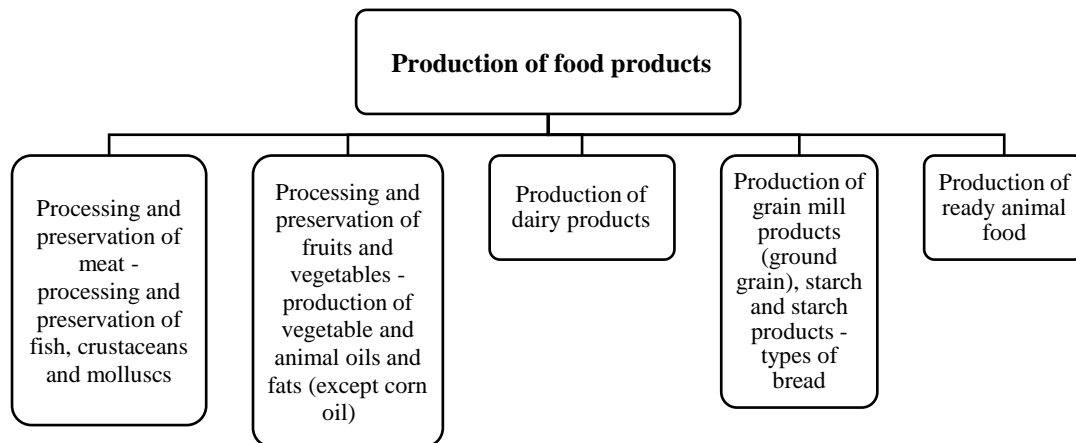 Production of food products
Processing and
preservation of
meat -
processing and
preservation of
fish, crustaceans
and molluscs
Processing and
preservation of
fruits and
vegetables -
production of
vegetable and
animal oils and
fats (except corn
oil)
Production of
dairy products
Production of
grain mill
products
(ground
grain), starch
and starch
products -
types of
bread
Production of
ready animal
food